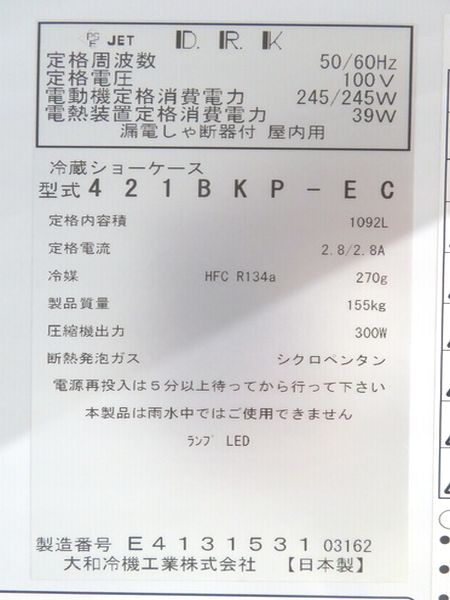 PS E JET D.R.K
定格周波数 50/60Hz
定格電圧 100V
電動機定格消費電力 245/245W
電熱装置定格消費電力 39W
漏電しゃ断器付 屋内用
冷蔵ショーケース
型式 421BKP-EC
定格内容積 1092L
定格電流 2.8/2.8A
冷媒 HFC R134a 270g
製品質量 155kg
圧縮機出力 300W
断熱発泡ガス シクロペンタン
電源再投入は5分以上待ってから行って下さい
本製品は雨水中ではご使用できません
ﾗﾝﾌﾟ LED
製造番号 E4131531 03162
大和冷機工業株式会社 【日本製】